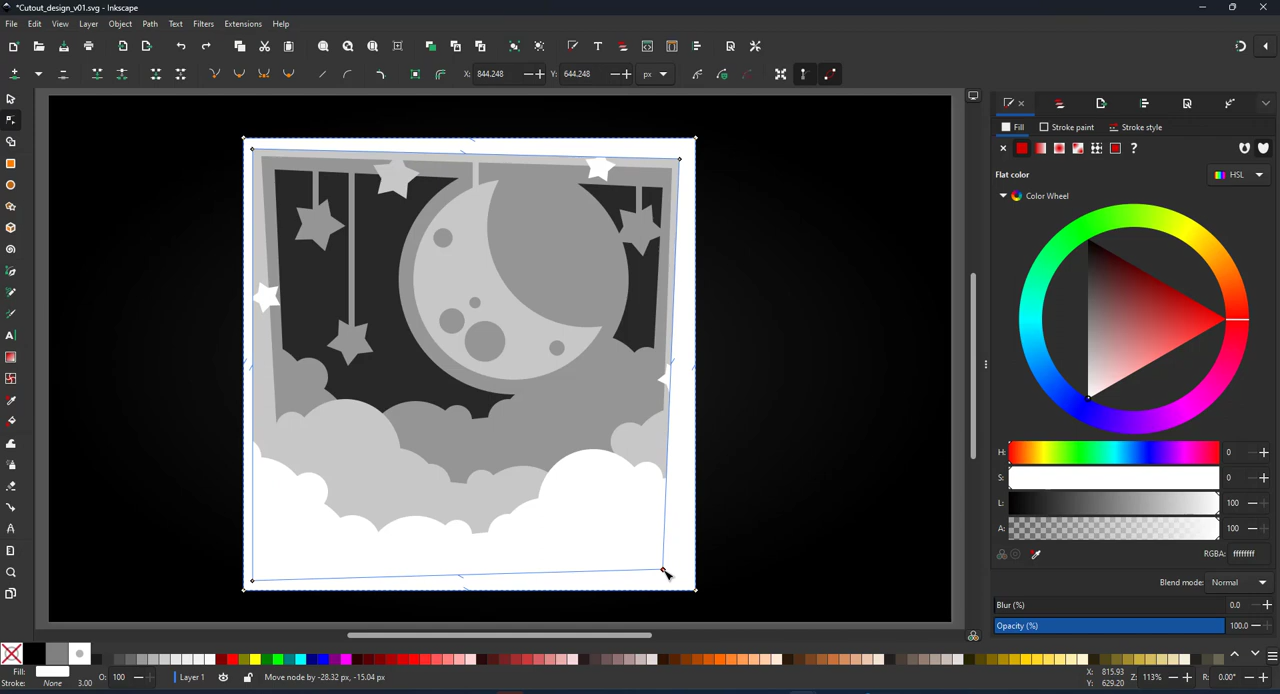 *Cutout_design_v01.svg - Inkscape
File Edit View Layer Object Path Text Filters Extensions Help
X: 844.248 Y: 644.248 px
Fill Stroke paint Stroke style
Flat color HSL
Color Wheel
H: 0
S: 0
L: 100
A: 100
RGBA: ffffffff
Blend mode: Normal
Blur (%) 0.0
Opacity (%) 100.0
Fill:
Stroke: None 3.00 O: 100 Layer 1 Move node by -28.32 px, -15.04 px
X: 815.93
Y: 629.20 Z: 113% R: 0.00°